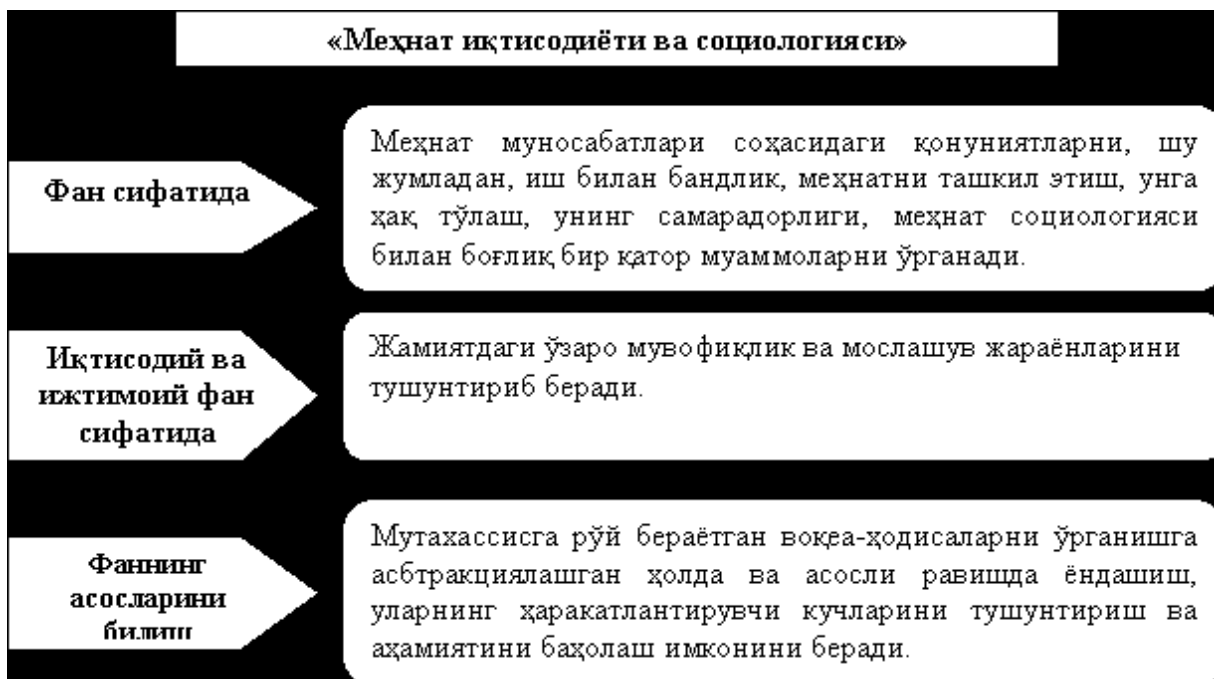 «Меҳнат иқтисодиёти ва социологияси»
Фан сифатида
Меҳнат муносабатлари соҳасидаги қонуниятларни, шу
жумладан, иш билан бандлик, меҳнатни ташкил этиш, унга
ҳақ тўлаш, унинг самарадорлиги, меҳнат социологияси
билан боғлиқ бир қатор муаммоларни ўрганади.
Иқтисодий ва
ижтимоий фан
сифатида
Жамиятдаги ўзаро мувофиқлик ва мослашув жараёнларини
тушунтириб беради.
Фаннинг
асосларини
билиш
Мутахассисга рўй бераётган воқеа-ҳодисаларни ўрганишга
асбтракциялашган ҳолда ва асосли равишда ёндашиш,
уларнинг ҳаракатлантирувчи кучларини тушунтириш ва
аҳамиятини баҳолаш имконини беради.